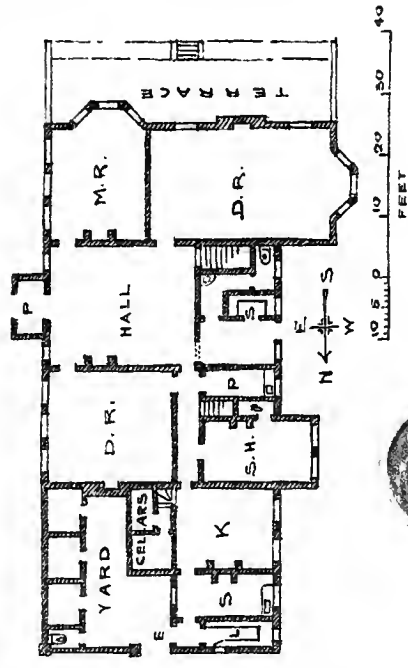 P
M.R.
TERRACE
HALL
D.R.
D.R.
YARD
CELLARS
S
P
S.H.
K
S
L
E
E
N S
W
10 5 0 10 20 30 40
FEET